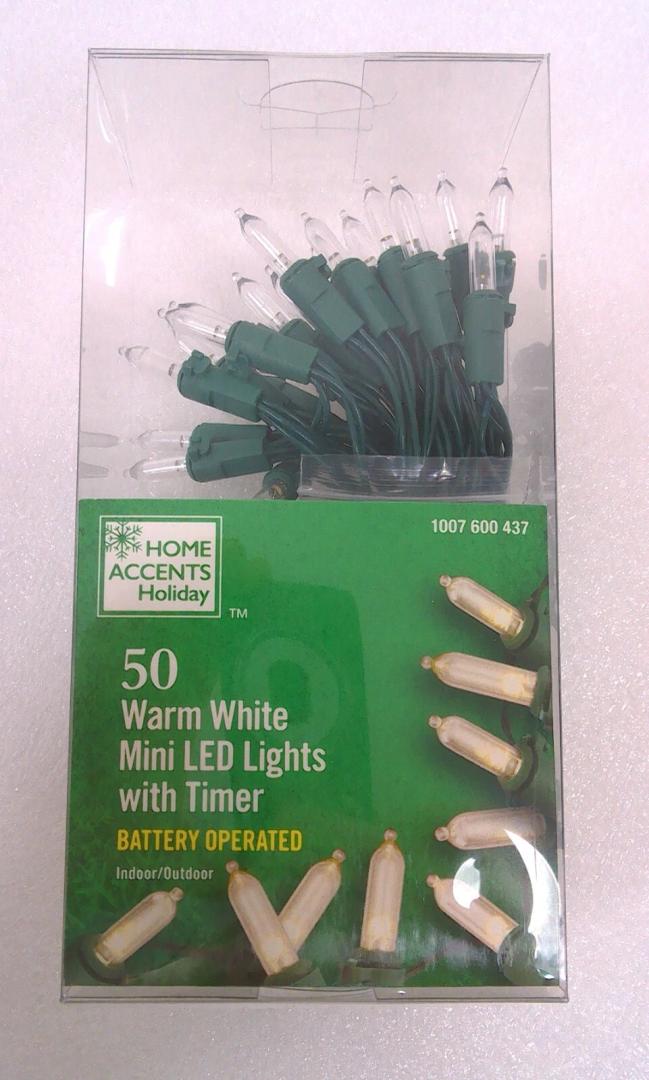 1007 600 437
HOME
ACCENTS
Holiday
TM
50
Warm White
Mini LED Lights
with Timer
BATTERY OPERATED
Indoor/Outdoor